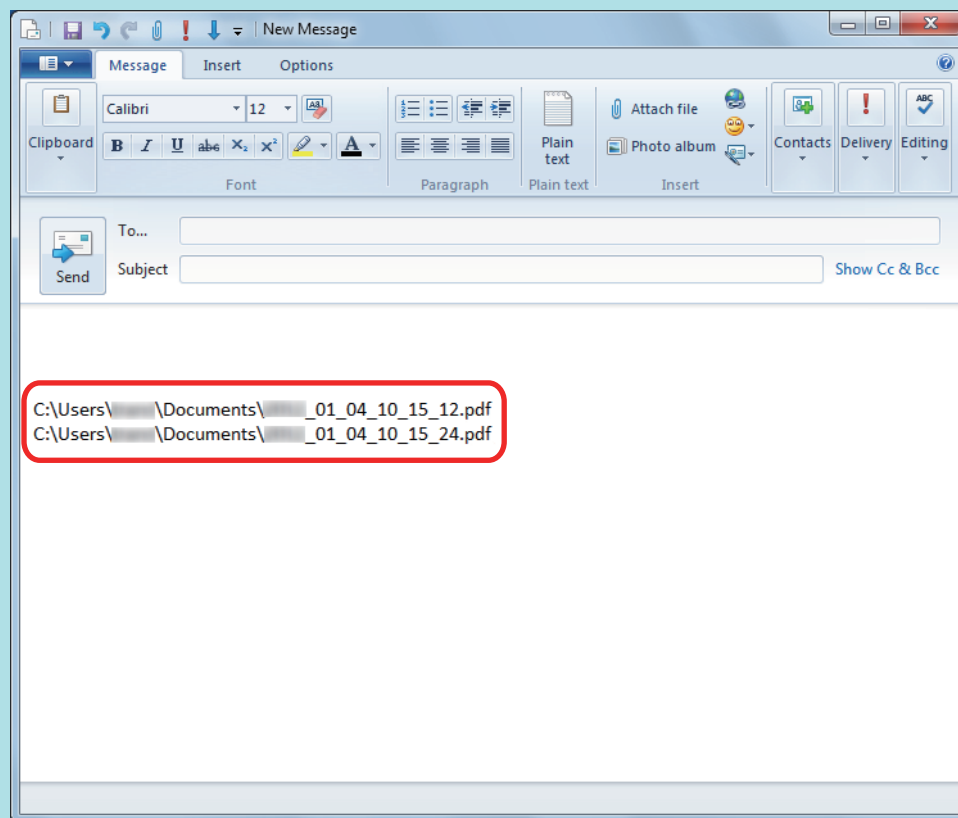 New Message
Message Insert Options
Clipboard
Calibri 12
B I U abc X₂ X² A
Font
Paragraph
Plain text
Plain text
Attach file
Photo album
Insert
Contacts Delivery ABC Editing
To...
Send
Subject
Show Cc & Bcc
C:\Users\ \Documents\ _01_04_10_15_12.pdf
C:\Users\ \Documents\ _01_04_10_15_24.pdf